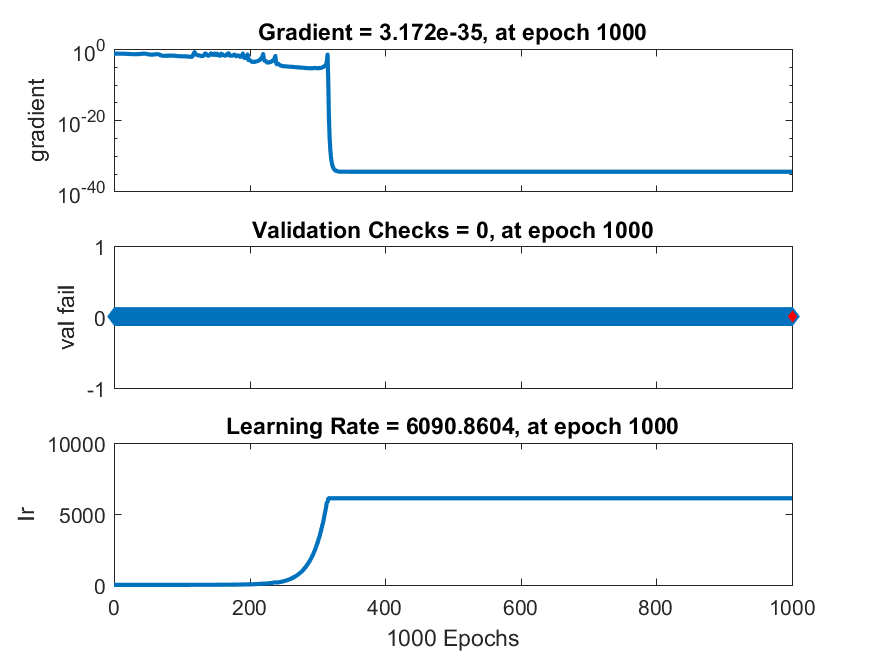 Gradient = 3.172e-35, at epoch 1000
10^0
10^-20
10^-40
gradient
Validation Checks = 0, at epoch 1000
1
0
-1
val fail
Learning Rate = 6090.8604, at epoch 1000
10000
5000
0
lr
0 200 400 600 800 1000
1000 Epochs